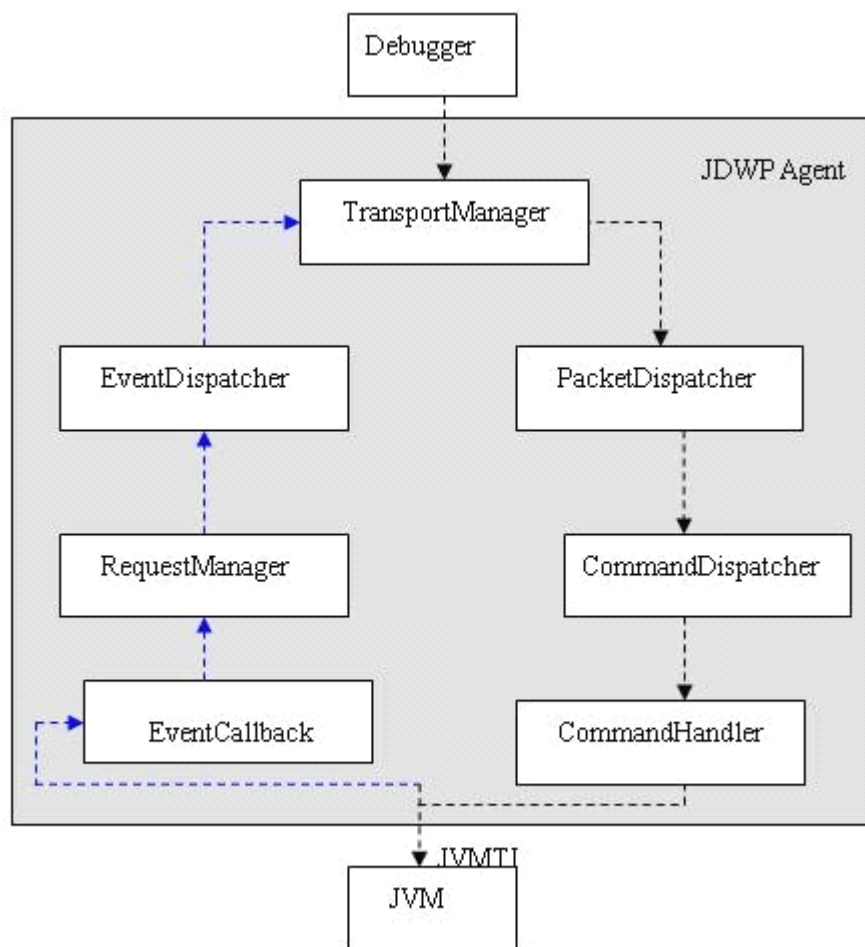 Debugger
JDWP Agent
TransportManager
EventDispatcher
PacketDispatcher
RequestManager
CommandDispatcher
EventCallback
CommandHandler
JVMTI
JVM